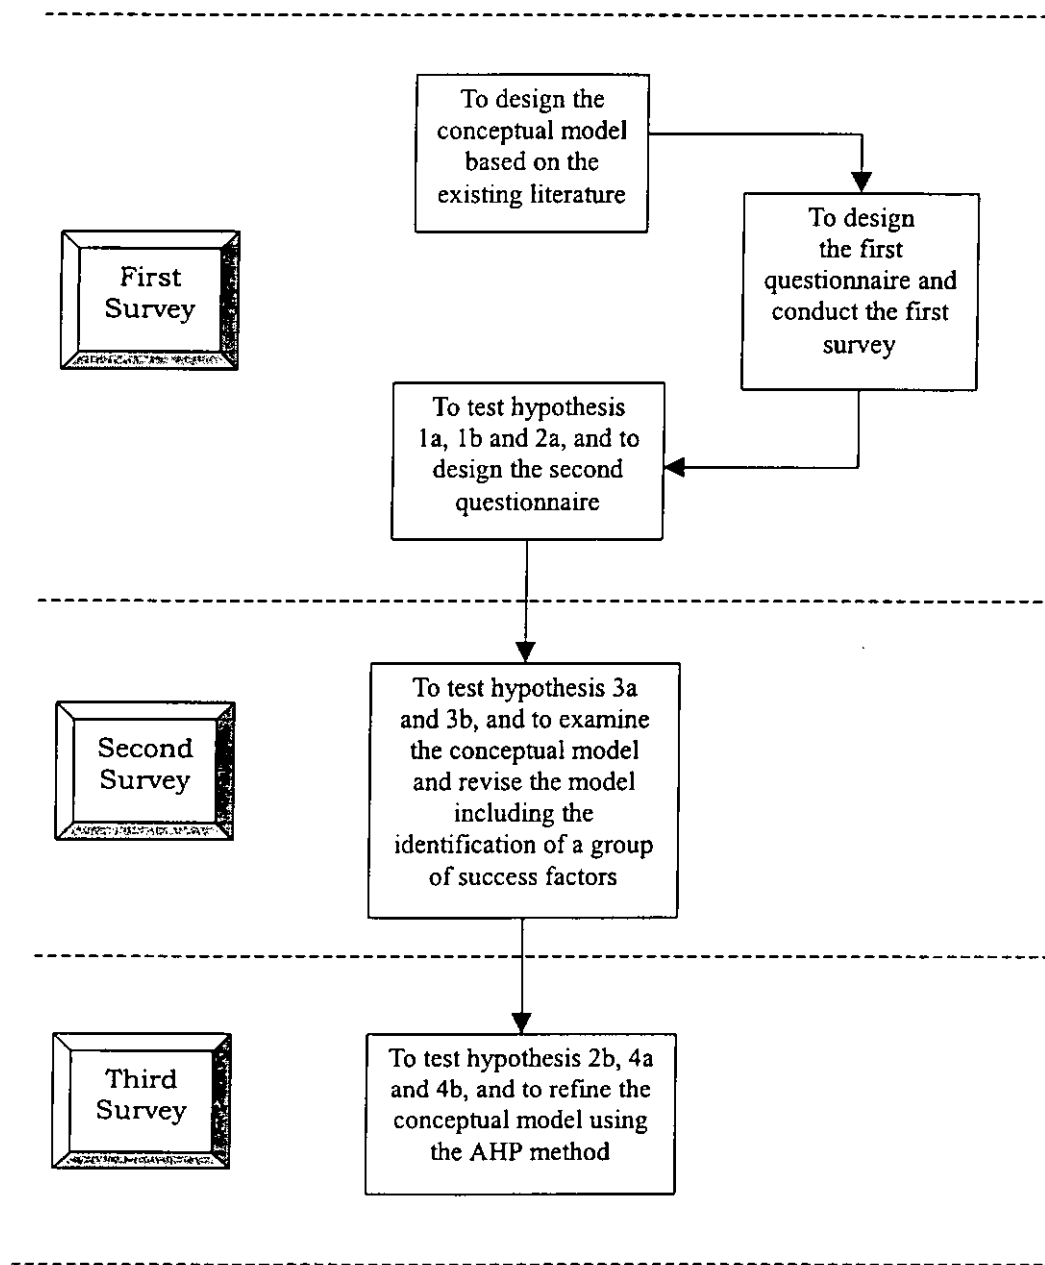 To design the
conceptual model
based on the
existing literature
To design
the first
questionnaire and
conduct the first
survey
First
Survey
To test hypothesis
1a, 1b and 2a, and to
design the second
questionnaire
Second
Survey
To test hypothesis 3a
and 3b, and to examine
the conceptual model
and revise the model
including the
identification of a group
of success factors
Third
Survey
To test hypothesis 2b, 4a
and 4b, and to refine the
conceptual model using
the AHP method